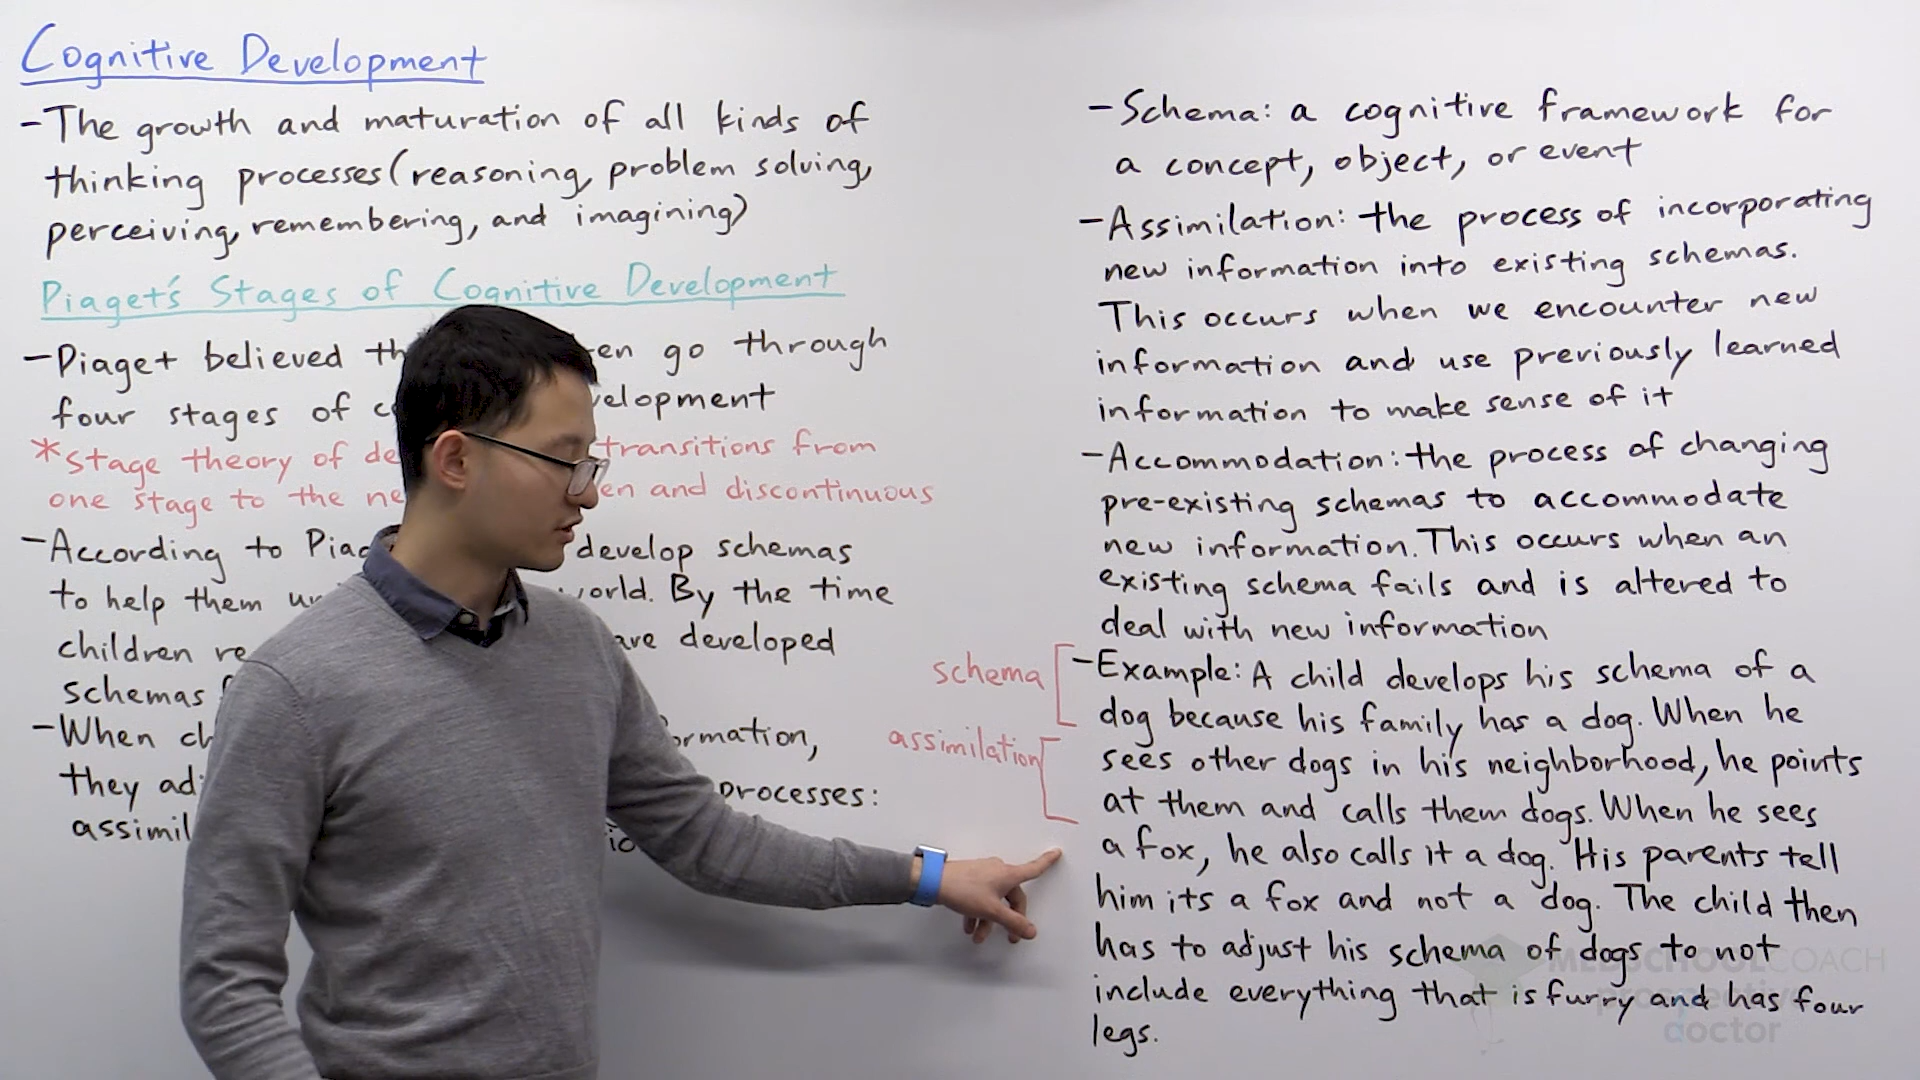 Cognitive Development
-The growth and maturation of all kinds of
thinking processes(reasoning, problem solving,
perceiving, remembering, and imagining)
Piaget's Stages of Cognitive Development
-Piaget believed en go through
four stages of velopment
*Stage theory of transitions from
one stage to the and discontinuous
-According to develop schemas
to help them world. By the time
children are developed
schemas
-When ormation,
they processes:
-Schema: a cognitive framework for
a concept, object, or event
-Assimilation: the process of incorporating
new information into existing schemas.
This occurs when we encounter new
information and use previously learned
information to make sense of it
-Accommodation: the process of changing
pre-existing schemas to accommodate
new information. This occurs when an
existing schema fails and is altered to
deal with new information
schema
-Example: A child develops his schema of a
dog because his family has a dog. When he
assimilation
sees other dogs in his neighborhood, he points
at them and calls them dogs. When he sees
a fox, he also calls it a dog. His parents tell
him its a fox and not a dog. The child then
has to adjust his schema of dogs to not
include everything that is furry and has four
legs.
MEDSCHOOLCOACH
prospective
doctor